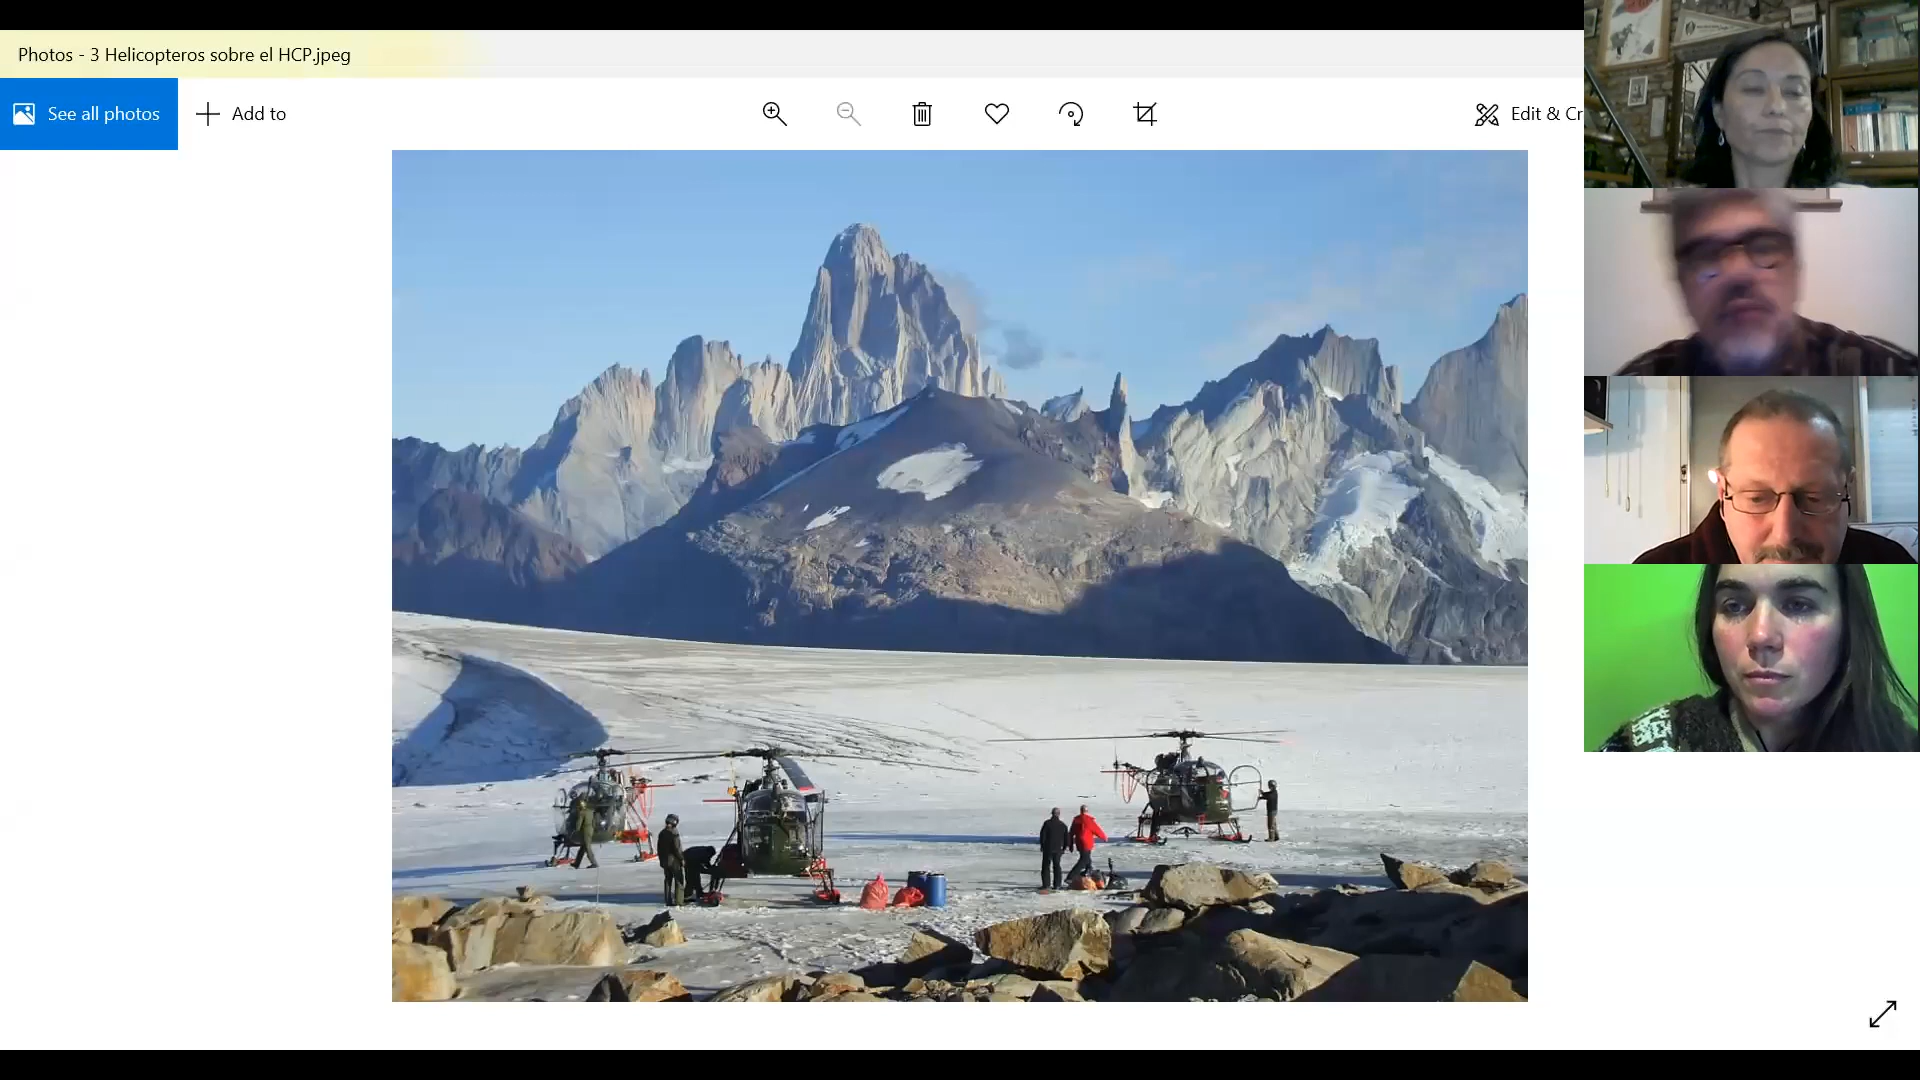 Photos - 3 Helicopteros sobre el HCP.jpeg
See all photos
Add to
Edit & Cr